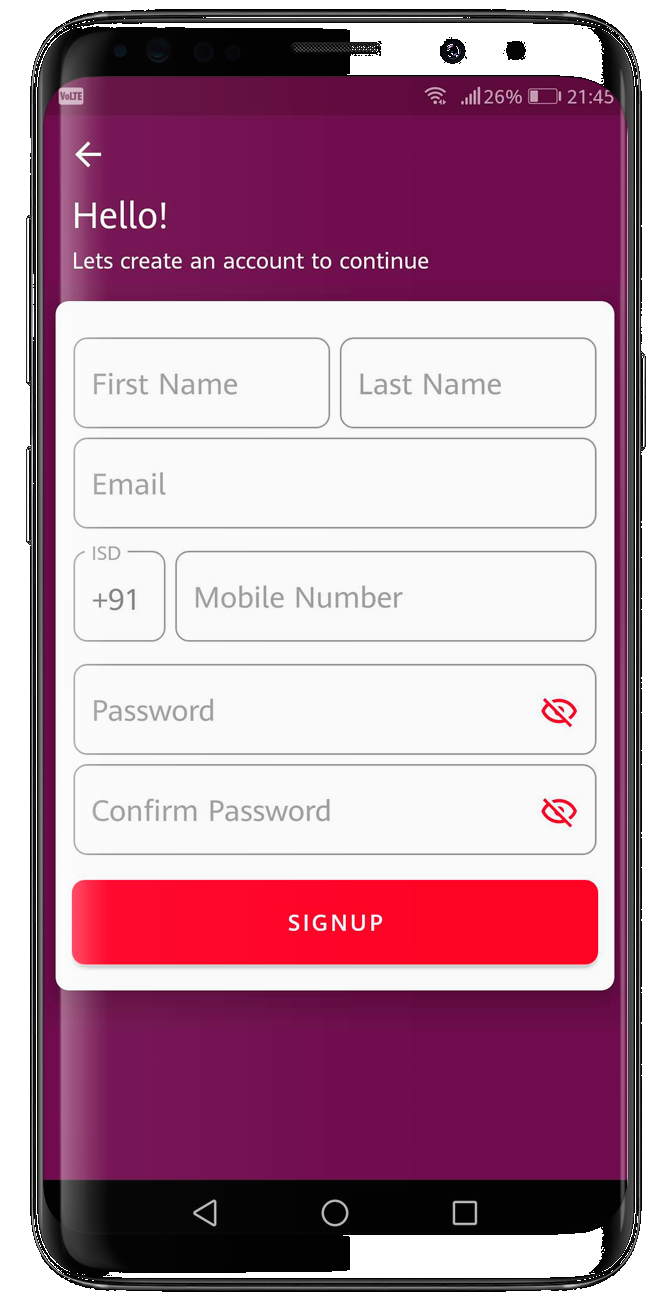 VoLTE 26% 21:45
Hello!
Lets create an account to continue
First Name Last Name
Email
ISD
+91 Mobile Number
Password
Confirm Password
SIGNUP